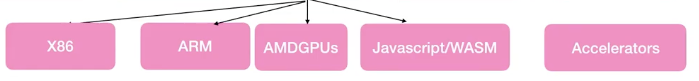 X86
ARM
AMDGPUs
Javascript/WASM
Accelerators